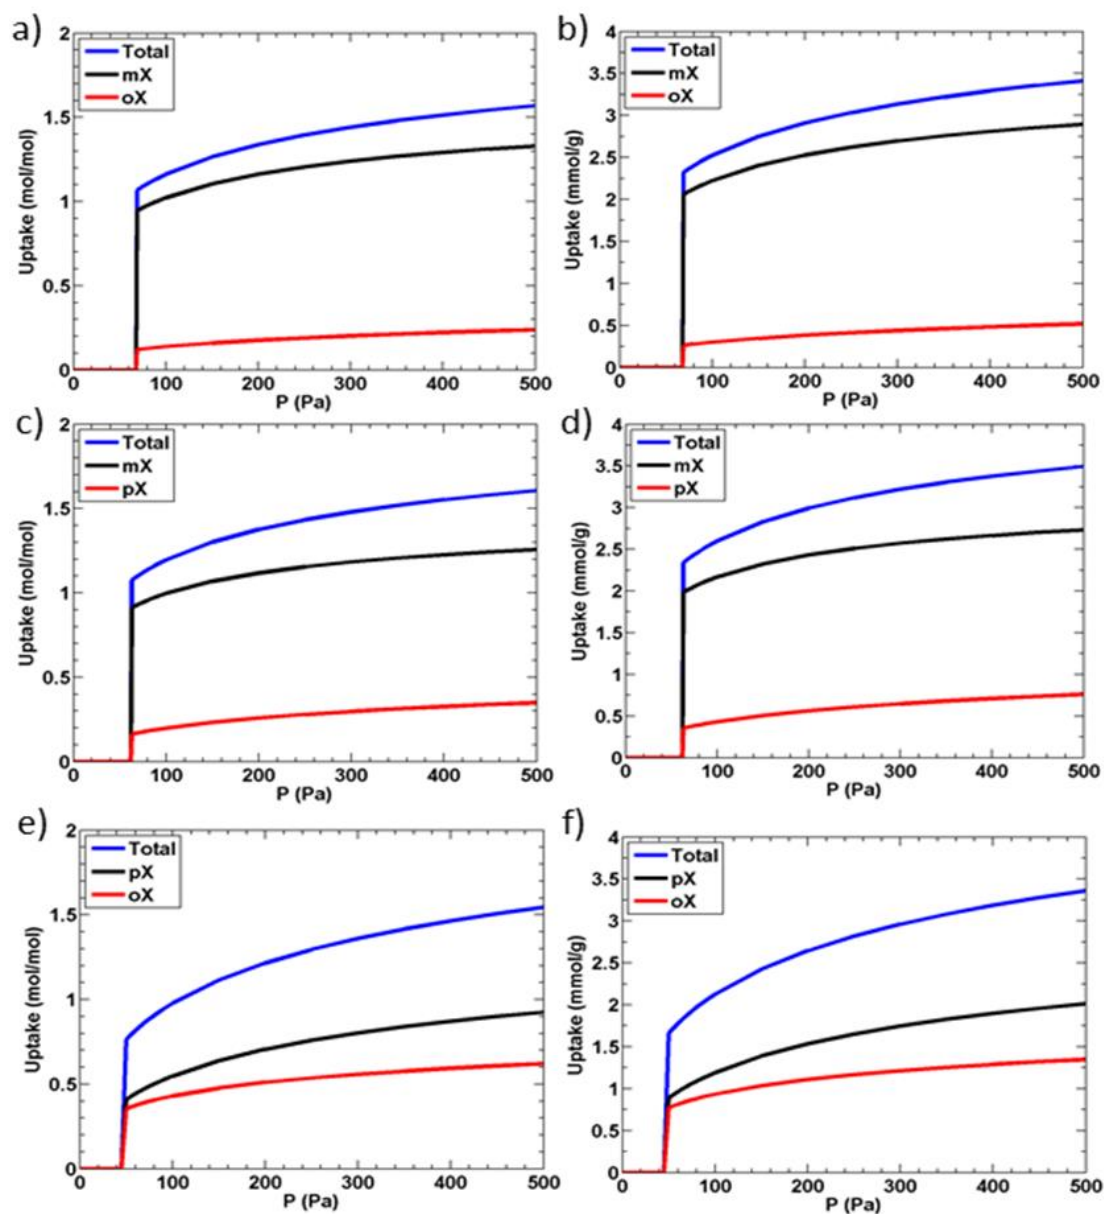 a)
2
1.5
1
0.5
0
Uptake (mol/mol)
Total
mX
oX
0 100 200 300 400 500
P (Pa)
b)
4
3.5
3
2.5
2
1.5
1
0.5
0
Uptake (mmol/g)
Total
mX
oX
0 100 200 300 400 500
P (Pa)
c)
2
1.5
1
0.5
0
Uptake (mol/mol)
Total
mX
pX
0 100 200 300 400 500
P (Pa)
d)
4
3.5
3
2.5
2
1.5
1
0.5
0
Uptake (mmol/g)
Total
mX
pX
0 100 200 300 400 500
P (Pa)
e)
2
1.5
1
0.5
0
Uptake (mol/mol)
Total
pX
oX
0 100 200 300 400 500
P (Pa)
f)
4
3.5
3
2.5
2
1.5
1
0.5
0
Uptake (mmol/g)
Total
pX
oX
0 100 200 300 400 500
P (Pa)